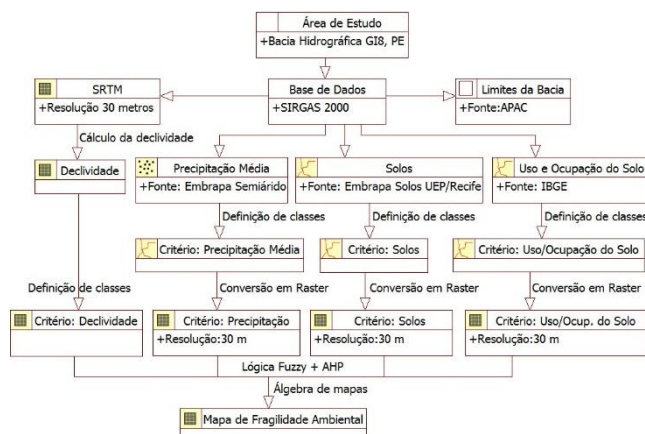 Área de Estudo
+Bacia Hidrográfica GI8, PE
SRTM
+Resolução 30 metros
Base de Dados
+SIRGAS 2000
Limites da Bacia
+Fonte:APAC
Cálculo da declividade
Declividade
Precipitação Média
+Fonte: Embrapa Semiárido
Solos
+Fonte: Embrapa Solos UEP/Recife
Uso e Ocupação do Solo
+Fonte: IBGE
Definição de classes
Definição de classes
Definição de classes
Critério: Precipitação Média
Critério: Solos
Critério: Uso/Ocupação do Solo
Definição de classes
Conversão em Raster
Conversão em Raster
Conversão em Raster
Critério: Declividade
Critério: Precipitação
+Resolução:30 m
Critério: Solos
+Resolução:30 m
Critério: Uso/Ocup. do Solo
+Resolução:30 m
Lógica Fuzzy + AHP
Álgebra de mapas
Mapa de Fragilidade Ambiental